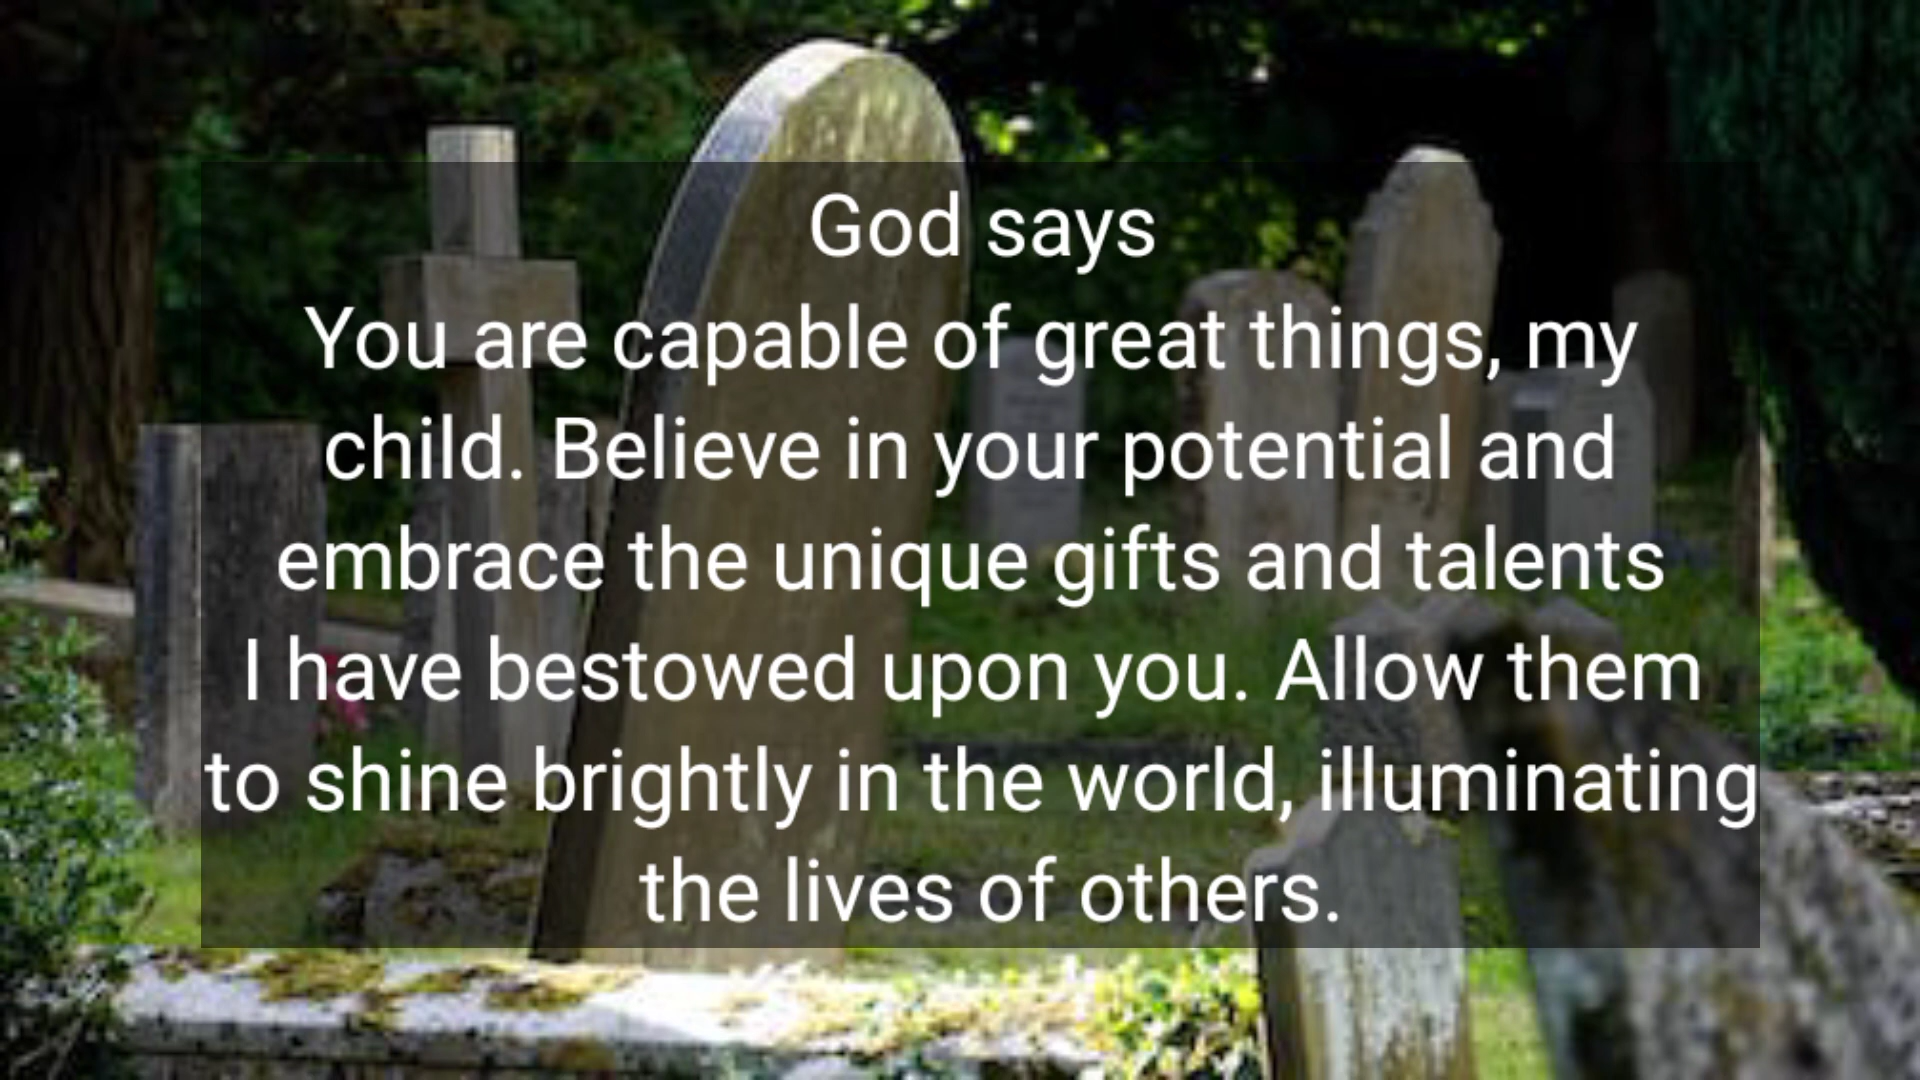 God says
You are capable of great things, my
child. Believe in your potential and
embrace the unique gifts and talents
I have bestowed upon you. Allow them
to shine brightly in the world, illuminating
the lives of others.